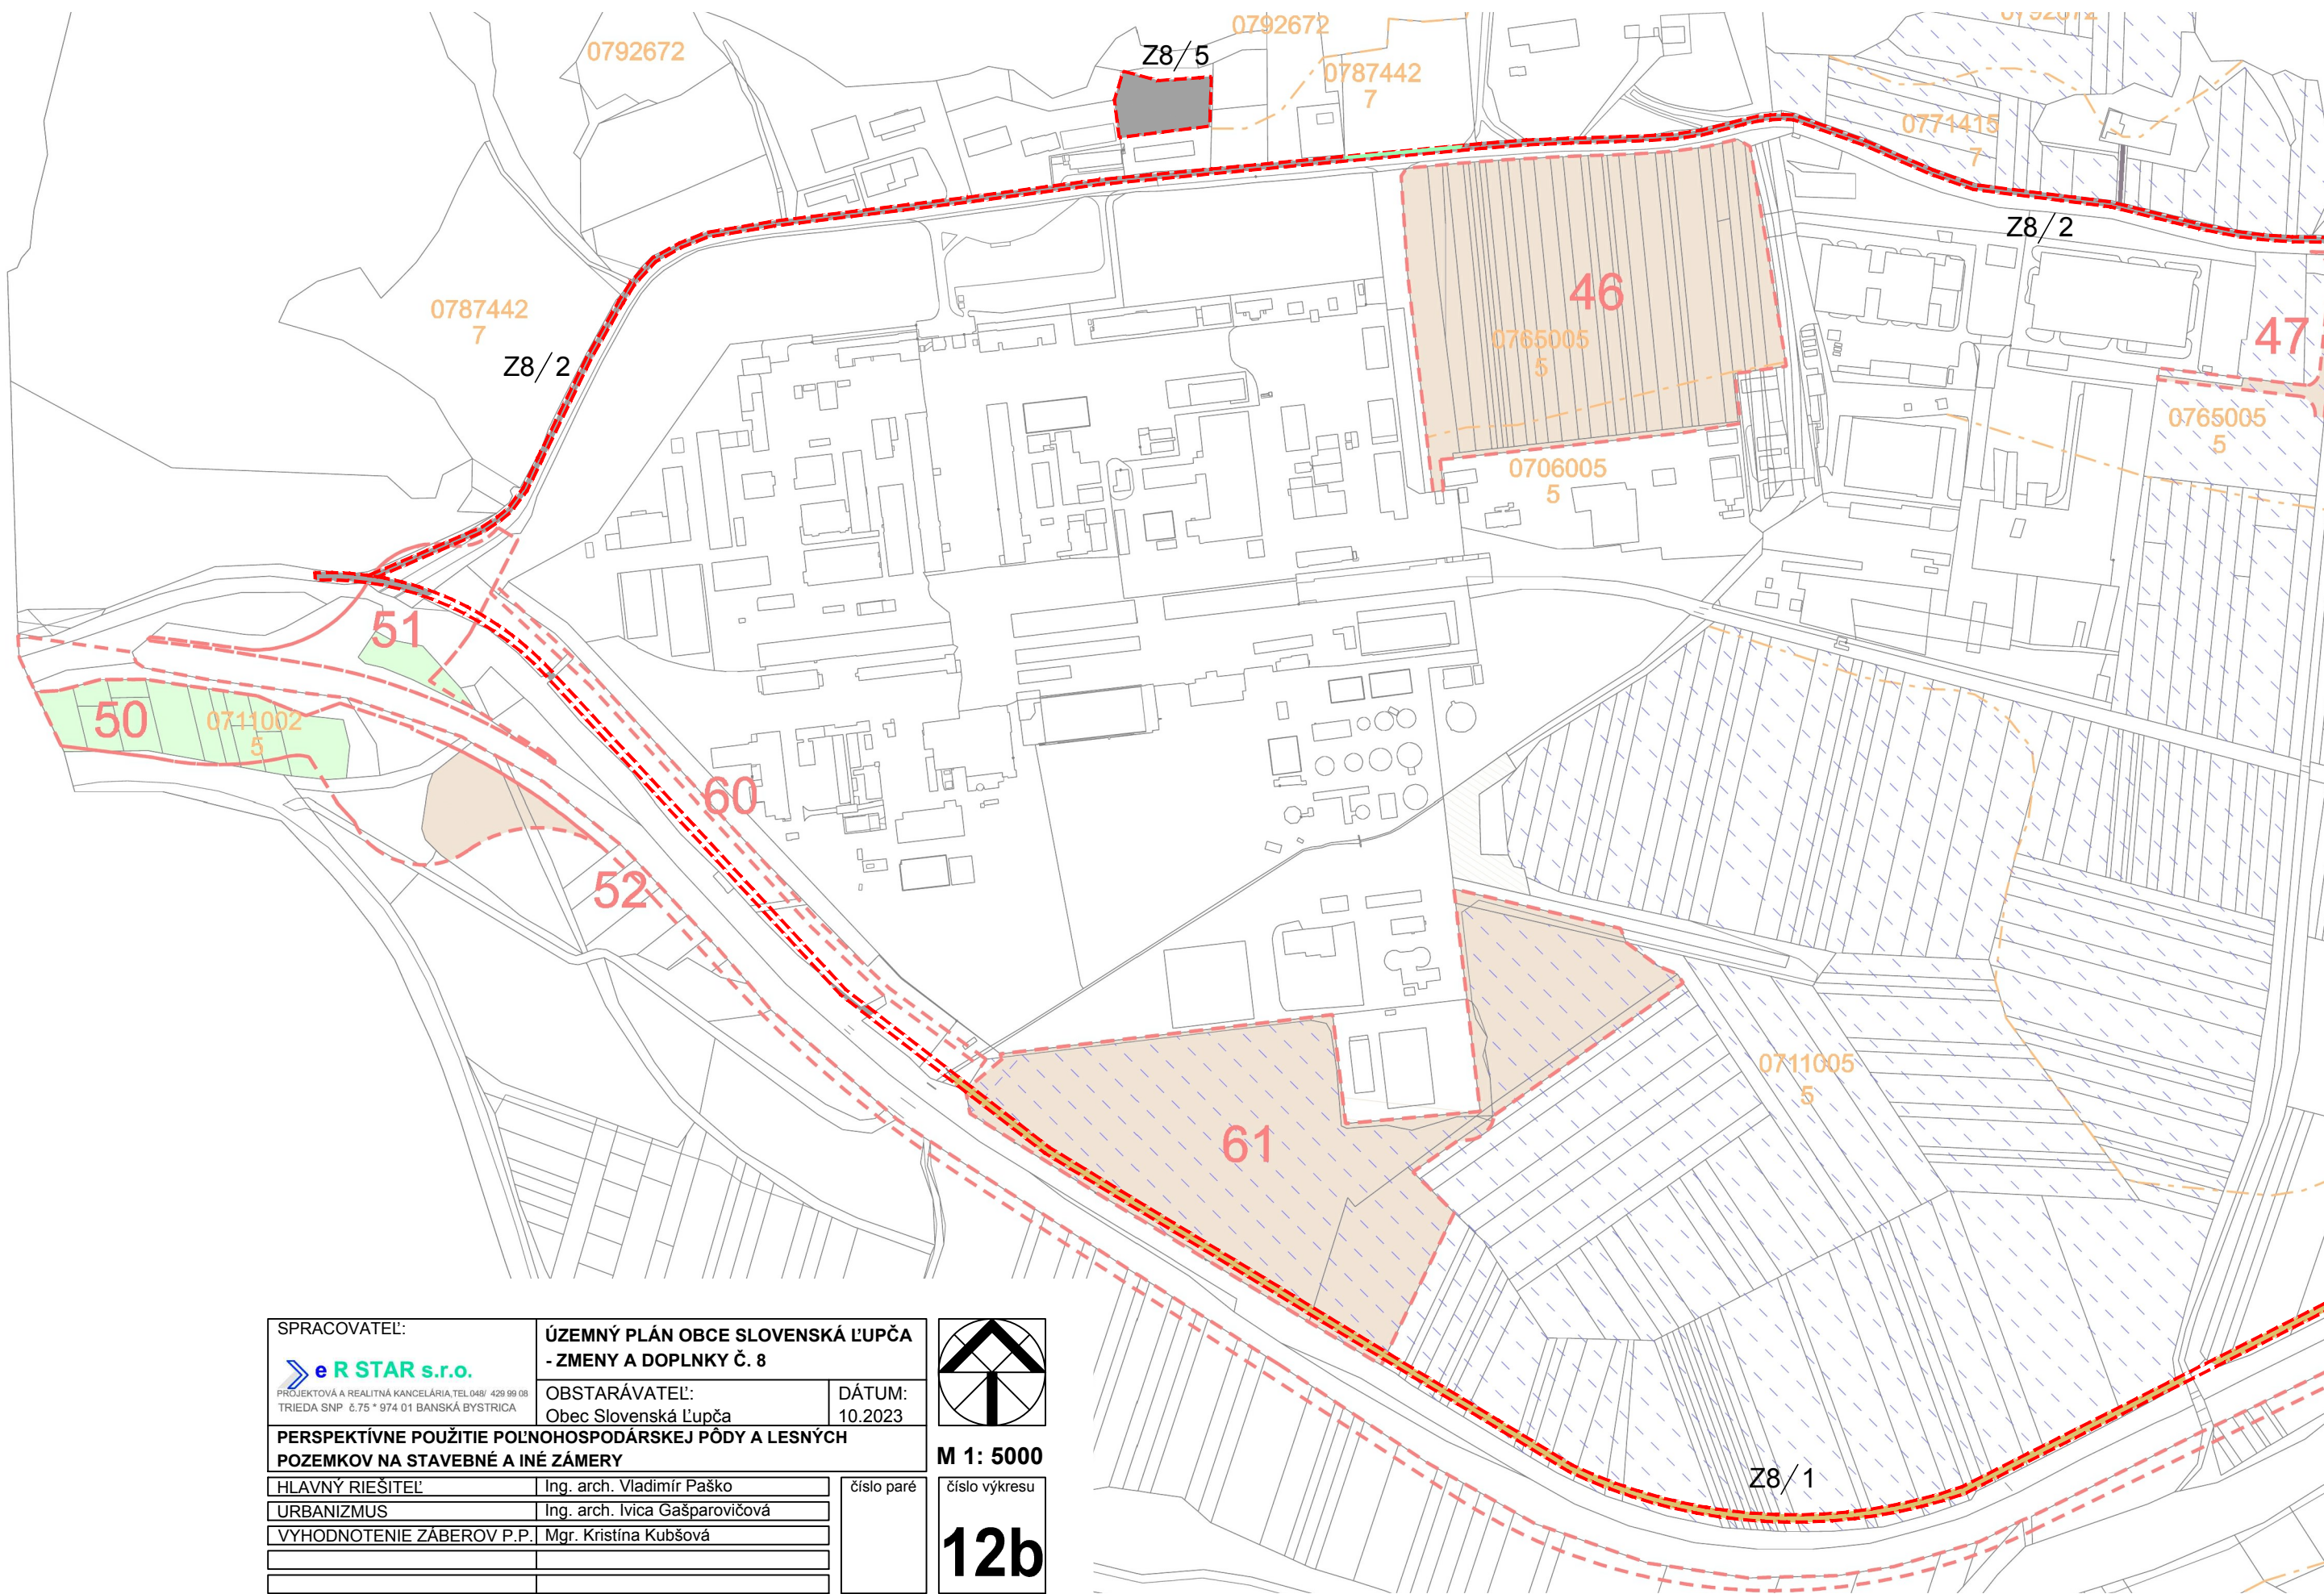 0792672
0792672
Z8/5
0787442
7
0792672
0771415
7
Z8/2
46
47
0765005
5
0765005
5
0706005
5
0787442
7
Z8/2
51
50
0711002
5
60
52
61
0711005
5
Z8/1
SPRACOVATEĽ:
e R STAR s.r.o.
PROJEKTOVÁ A REALITNÁ KANCELÁRIA,TEL.048/ 429 99 08
TRIEDA SNP č.75 * 974 01 BANSKÁ BYSTRICA
ÚZEMNÝ PLÁN OBCE SLOVENSKÁ ĽUPČA
- ZMENY A DOPLNKY Č. 8
OBSTARÁVATEĽ:
Obec Slovenská Ľupča
DÁTUM:
10.2023
PERSPEKTÍVNE POUŽITIE POĽNOHOSPODÁRSKEJ PÔDY A LESNÝCH
POZEMKOV NA STAVEBNÉ A INÉ ZÁMERY
M 1: 5000
HLAVNÝ RIEŠITEĽ Ing. arch. Vladimír Paško
URBANIZMUS Ing. arch. Ivica Gašparovičová
VYHODNOTENIE ZÁBEROV P.P. Mgr. Kristína Kubšová
číslo paré
číslo výkresu
12b